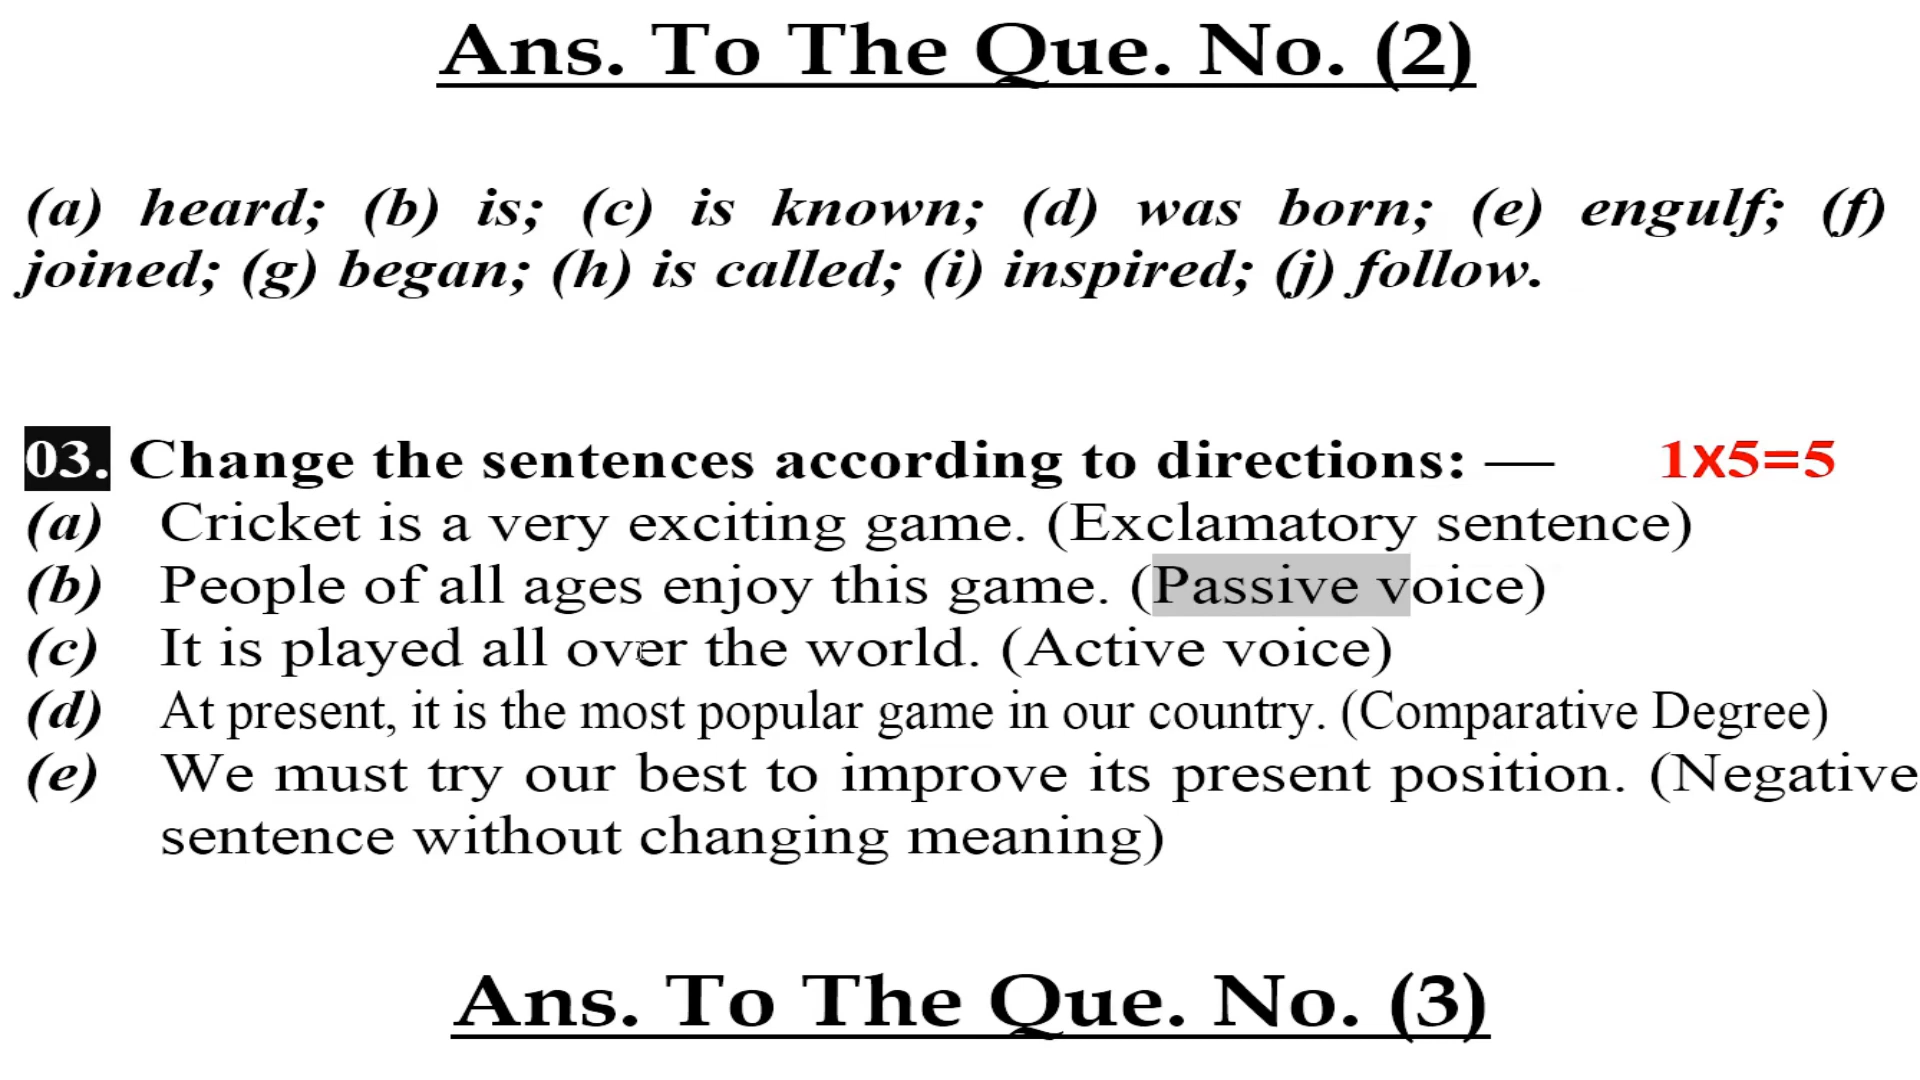 Ans. To The Que. No. (2)
(a) heard; (b) is; (c) is known; (d) was born; (e) engulf; (f)
joined; (g) began; (h) is called; (i) inspired; (j) follow.
03. Change the sentences according to directions: — 1x5=5
(a) Cricket is a very exciting game. (Exclamatory sentence)
(b) People of all ages enjoy this game. (Passive voice)
(c) It is played all over the world. (Active voice)
(d) At present, it is the most popular game in our country. (Comparative Degree)
(e) We must try our best to improve its present position. (Negative
sentence without changing meaning)
Ans. To The Que. No. (3)